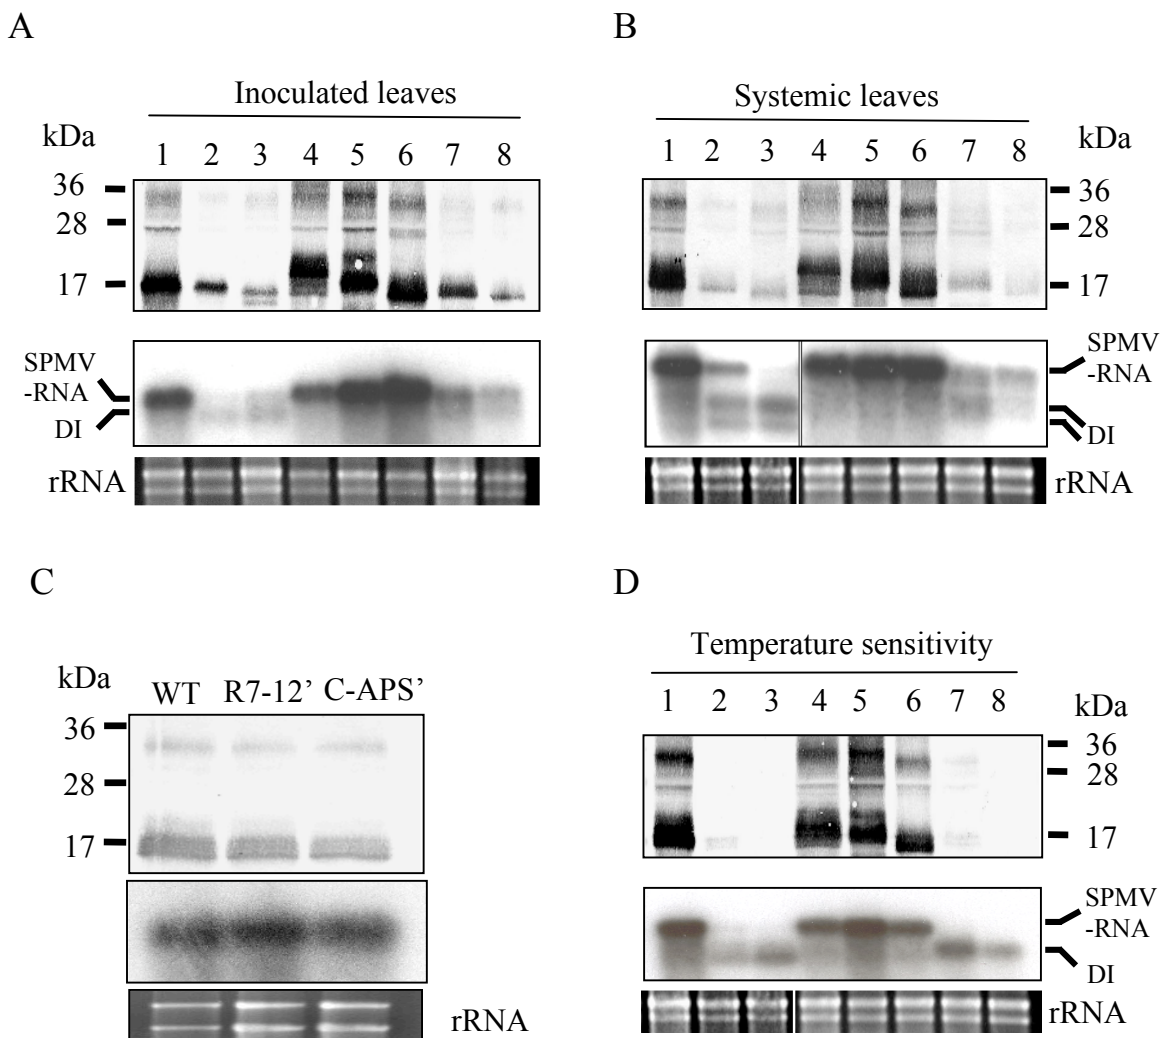 A
Inoculated leaves
kDa
1 2 3 4 5 6 7 8
36
28
17
SPMV
-RNA
DI
rRNA
B
Systemic leaves
1 2 3 4 5 6 7 8
kDa
36
28
17
SPMV
-RNA
DI
rRNA
C
kDa
WT R7-12’ C-APS’
36
28
17
rRNA
D
Temperature sensitivity
1 2 3 4 5 6 7 8
kDa
36
28
17
SPMV
-RNA
DI
rRNA